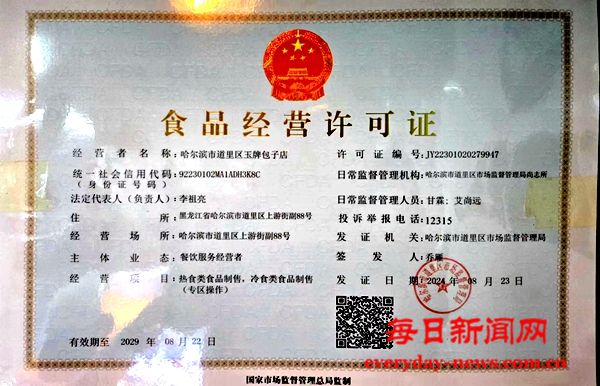 食品经营许可证
经营者名称：哈尔滨市道里区玉牌包子店
许可证编号：JY22301020279947
统一社会信用代码：92230102MA1ADH3K8C
（身份证号码）
日常监督管理机构：哈尔滨市道里区市场监督管理局尚志所
法定代表人（负责人）：李祖亮
日常监督管理人员：甘霖；艾尚远
住所：黑龙江省哈尔滨市道里区上游街副88号
投诉举报电话：12315
经营场所：哈尔滨市道里区上游街副88号
发证机关：哈尔滨市道里区市场监督管理局
主体业态：餐饮服务经营者
签发人：乔雁
经营项目：热食类食品制售，冷食类食品制售
（专区操作）
发证日期：2024年08月23日
有效期至 2029年08月22日
每日新闻网
everyday-news.com.cn
国家市场监督管理总局监制